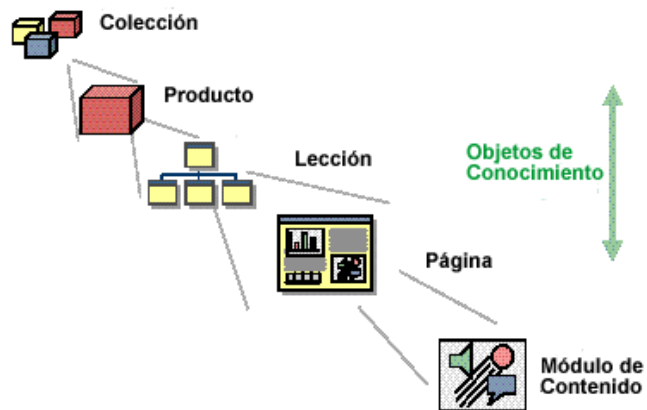 Colección
Producto
Lección
Objetos de
Conocimiento
Página
Módulo de
Contenido